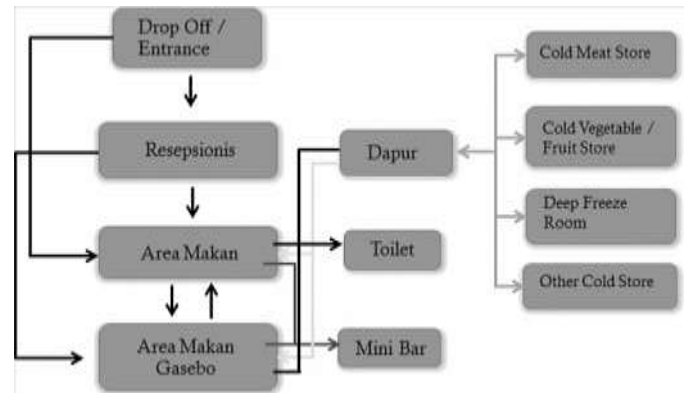 Drop Off /
Entrance
Resepsionis
Area Makan
Area Makan
Gasebo
Dapur
Toilet
Mini Bar
Cold Meat Store
Cold Vegetable /
Fruit Store
Deep Freeze
Room
Other Cold Store